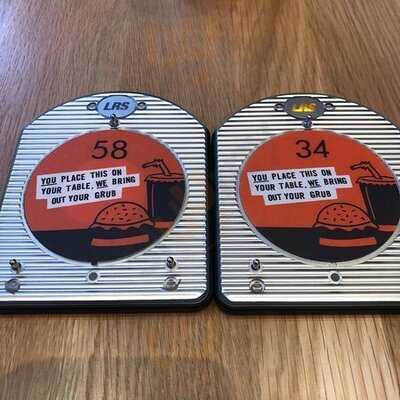 LRS
58
YOU PLACE THIS ON
YOUR TABLE, WE BRING
OUT YOUR GRUB
LRS
34
YOU PLACE THIS ON
YOUR TABLE, WE BRING
OUT YOUR GRUB